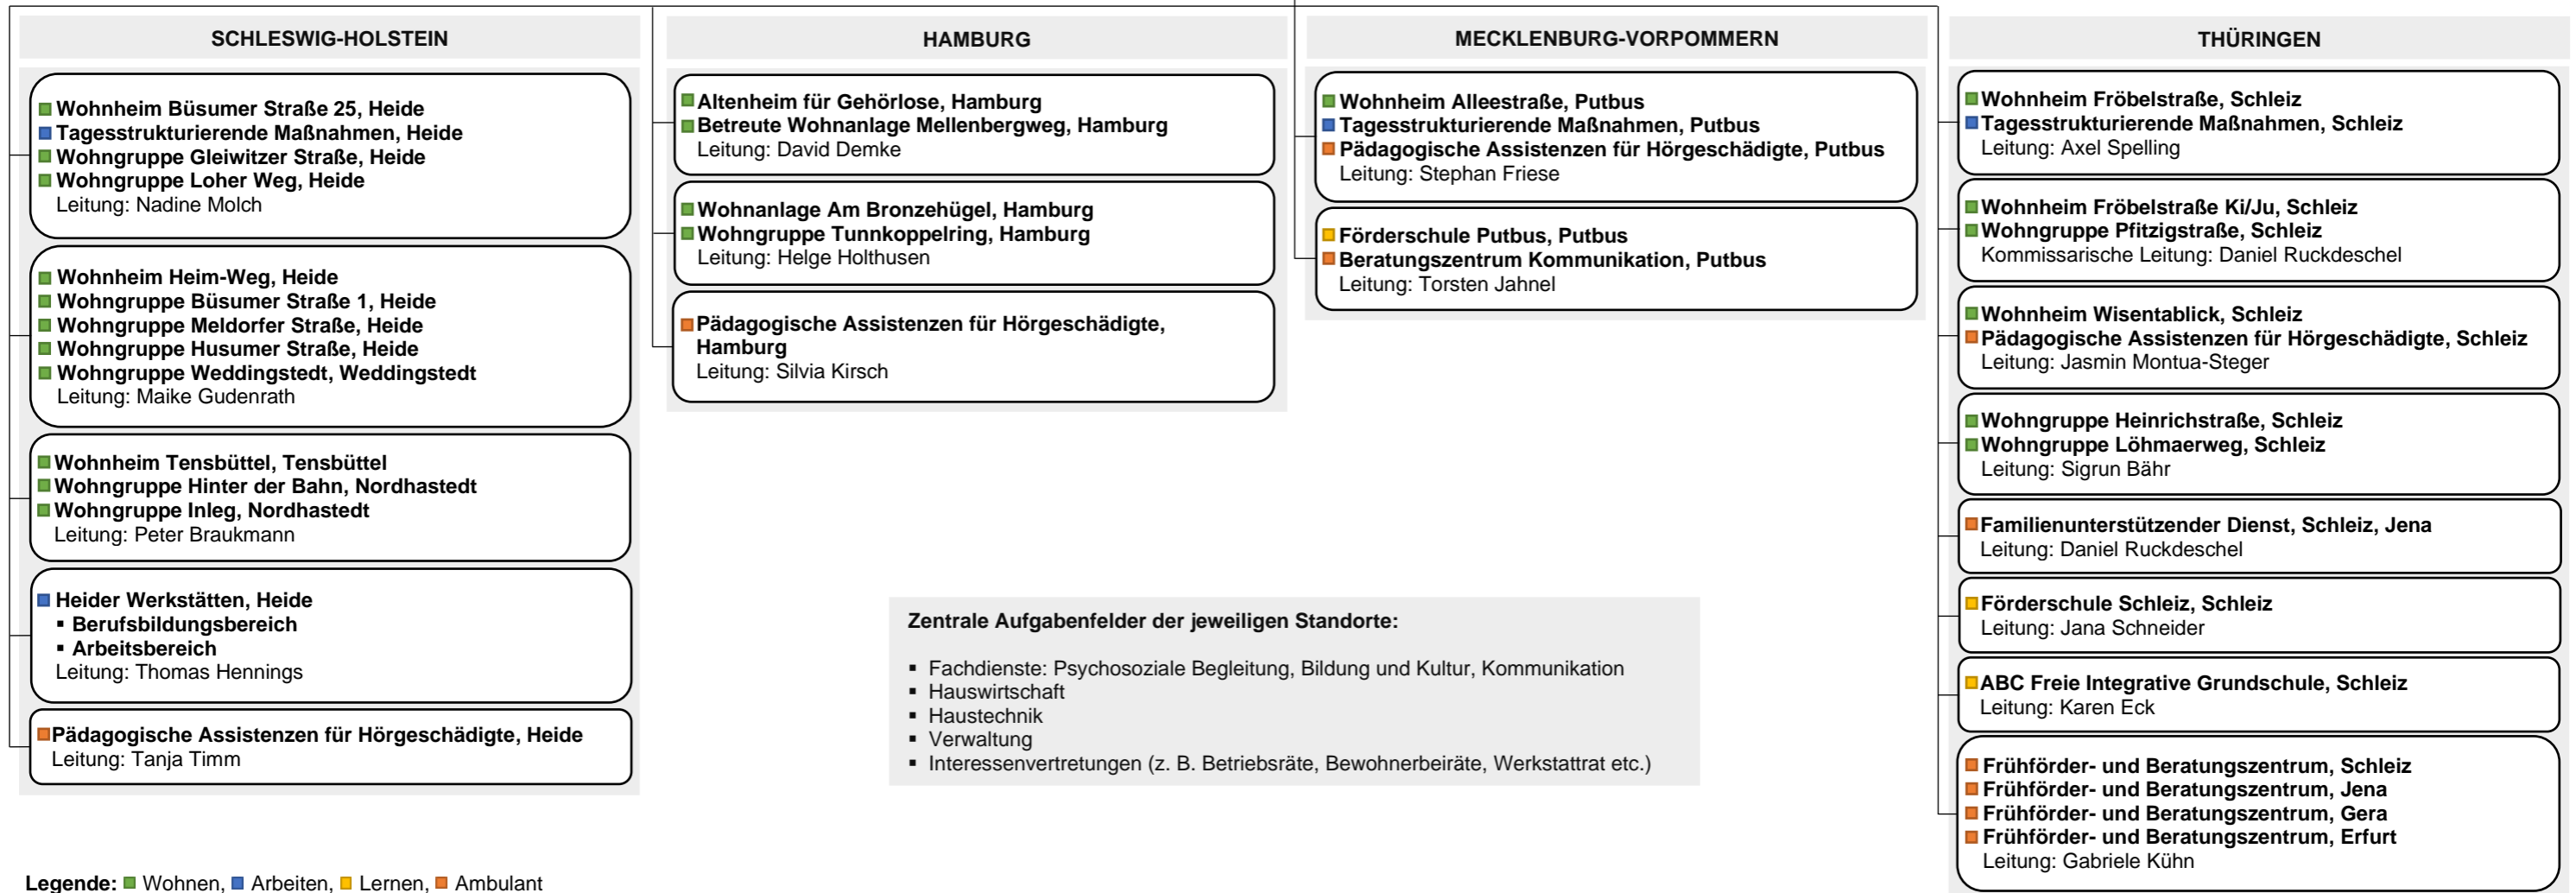 SCHLESWIG-HOLSTEIN
Wohnheim Büsumer Straße 25, Heide
Tagesstrukturierende Maßnahmen, Heide
Wohngruppe Gleiwitzer Straße, Heide
Wohngruppe Loher Weg, Heide
Leitung: Nadine Molch
Wohnheim Heim-Weg, Heide
Wohngruppe Büsumer Straße 1, Heide
Wohngruppe Meldorfer Straße, Heide
Wohngruppe Husumer Straße, Heide
Wohngruppe Weddingstedt, Weddingstedt
Leitung: Maike Gudenrath
Wohnheim Tensbüttel, Tensbüttel
Wohngruppe Hinter der Bahn, Nordhastedt
Wohngruppe Inleg, Nordhastedt
Leitung: Peter Braukmann
Heider Werkstätten, Heide
▪ Berufsbildungsbereich
▪ Arbeitsbereich
Leitung: Thomas Hennings
Pädagogische Assistenzen für Hörgeschädigte, Heide
Leitung: Tanja Timm
HAMBURG
Altenheim für Gehörlose, Hamburg
Betreute Wohnanlage Mellenbergweg, Hamburg
Leitung: David Demke
Wohnanlage Am Bronzehügel, Hamburg
Wohngruppe Tunnkoppelring, Hamburg
Leitung: Helge Holthusen
Pädagogische Assistenzen für Hörgeschädigte,
Hamburg
Leitung: Silvia Kirsch
MECKLENBURG-VORPOMMERN
Wohnheim Alleestraße, Putbus
Tagesstrukturierende Maßnahmen, Putbus
Pädagogische Assistenzen für Hörgeschädigte, Putbus
Leitung: Stephan Friese
Förderschule Putbus, Putbus
Beratungszentrum Kommunikation, Putbus
Leitung: Torsten Jahnel
THÜRINGEN
Wohnheim Fröbelstraße, Schleiz
Tagesstrukturierende Maßnahmen, Schleiz
Leitung: Axel Spelling
Wohnheim Fröbelstraße Ki/Ju, Schleiz
Wohngruppe Pfitzigstraße, Schleiz
Kommissarische Leitung: Daniel Ruckdeschel
Wohnheim Wisentablick, Schleiz
Pädagogische Assistenzen für Hörgeschädigte, Schleiz
Leitung: Jasmin Montua-Steger
Wohngruppe Heinrichstraße, Schleiz
Wohngruppe Löhmaerweg, Schleiz
Leitung: Sigrun Bähr
Familienunterstützender Dienst, Schleiz, Jena
Leitung: Daniel Ruckdeschel
Förderschule Schleiz, Schleiz
Leitung: Jana Schneider
ABC Freie Integrative Grundschule, Schleiz
Leitung: Karen Eck
Frühförder- und Beratungszentrum, Schleiz
Frühförder- und Beratungszentrum, Jena
Frühförder- und Beratungszentrum, Gera
Frühförder- und Beratungszentrum, Erfurt
Leitung: Gabriele Kühn
Zentrale Aufgabenfelder der jeweiligen Standorte:
▪ Fachdienste: Psychosoziale Begleitung, Bildung und Kultur, Kommunikation
▪ Hauswirtschaft
▪ Haustechnik
▪ Verwaltung
▪ Interessenvertretungen (z. B. Betriebsräte, Bewohnerbeiräte, Werkstattrat etc.)
Legende: Wohnen, Arbeiten, Lernen, Ambulant